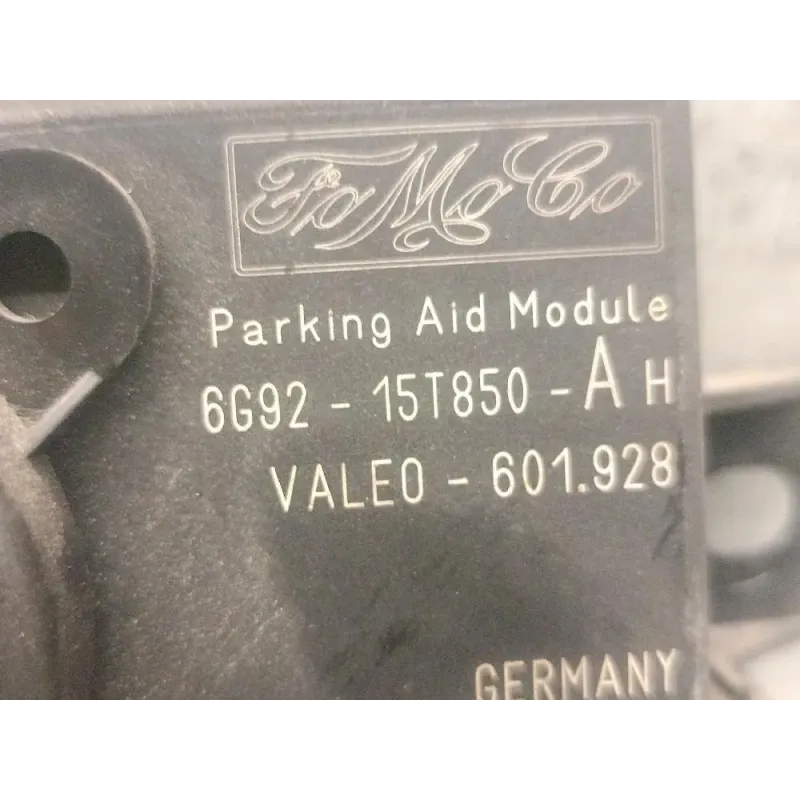 FoMoCo
Parking Aid Module
6G92 - 15T850 - A H
VALEO - 601.928
GERMANY